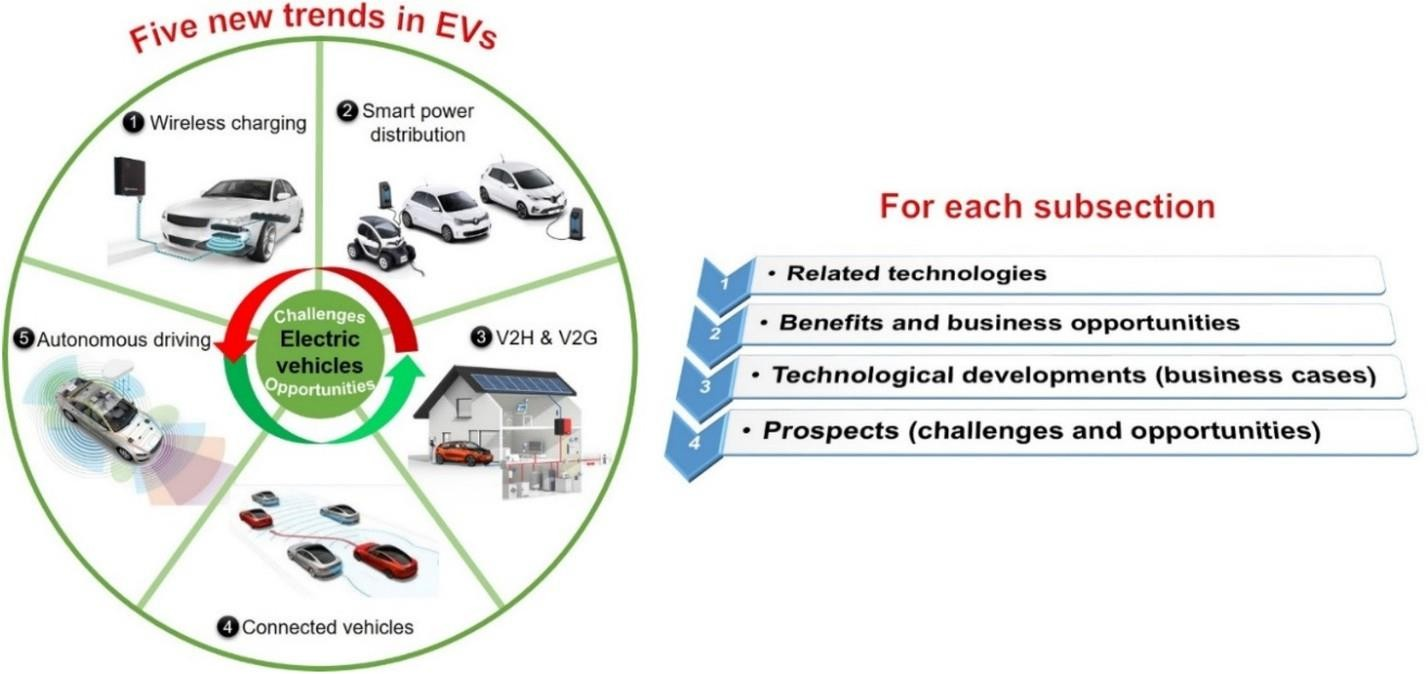 Five new trends in EVs
1 Wireless charging
2 Smart power
distribution
3 V2H & V2G
4 Connected vehicles
5 Autonomous driving
Challenges
Electric
vehicles
Opportunities
For each subsection
1 • Related technologies
2 • Benefits and business opportunities
3 • Technological developments (business cases)
4 • Prospects (challenges and opportunities)